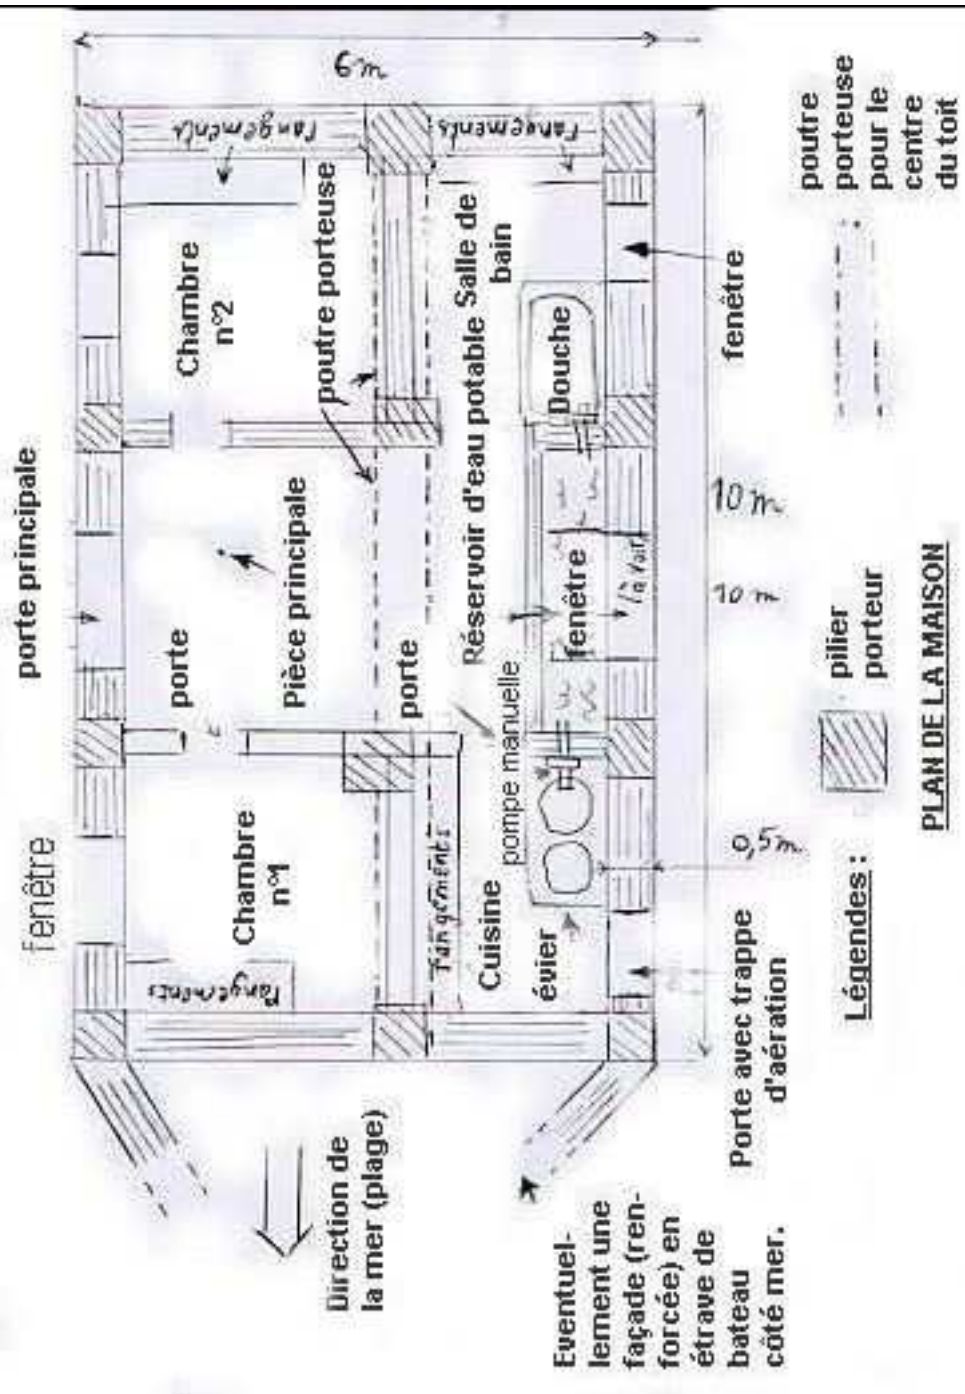 fenêtre
porte principale
Rangements
porte
Chambre
n°2
Rangements
Chambre
n°1
Pièce principale
poutre porteuse
6 m
Direction de
la mer (plage)
porte
rangements
Rangements
Salle de
bain
Réservoir d'eau potable
Cuisine
pompe manuelle
évier
fenêtre
Douche
Eventuel-
lement une
façade (ren-
forcée) en
étrave de
bateau
côté mer.
Porte avec trappe
d'aération
0,5 m
10 m
10 m
fenêtre
Légendes :
pilier
porteur
poutre
porteuse
pour le
centre
du toit
PLAN DE LA MAISON